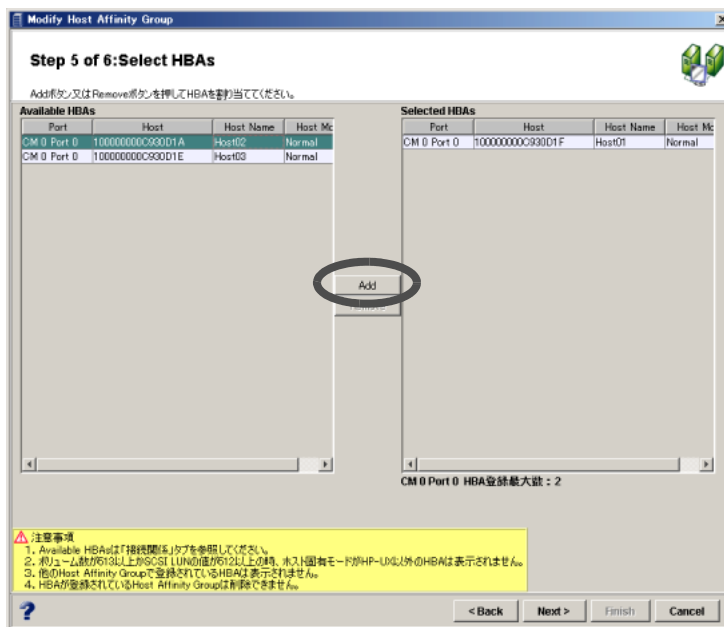 Modify Host Affinity Group
Step 5 of 6:Select HBAs
Addボタン又はRemoveボタンを押してHBAを割り当ててください。
Available HBAs
Port Host Host Name Host Mc
CM 0 Port 0 100000000C930D1A Host02 Normal
CM 0 Port 0 100000000C930D1E Host03 Normal
Selected HBAs
Port Host Host Name Host Mc
CM 0 Port 0 100000000C930D1F Host01 Normal
Add
Remove
CM 0 Port 0 HBA登録最大数：2
注意事項
1. Available HBAsは「接続関係」タブを参照してください。
2. ボリューム数が513以上かSCSI LUNの値が512以上の時、ホスト固有モードがHP-UX以外のHBAは表示されません。
3. 他のHost Affinity Groupで登録されているHBAは表示されません。
4. HBAが登録されているHost Affinity Groupは削除できません。
?
< Back Next > Finish Cancel